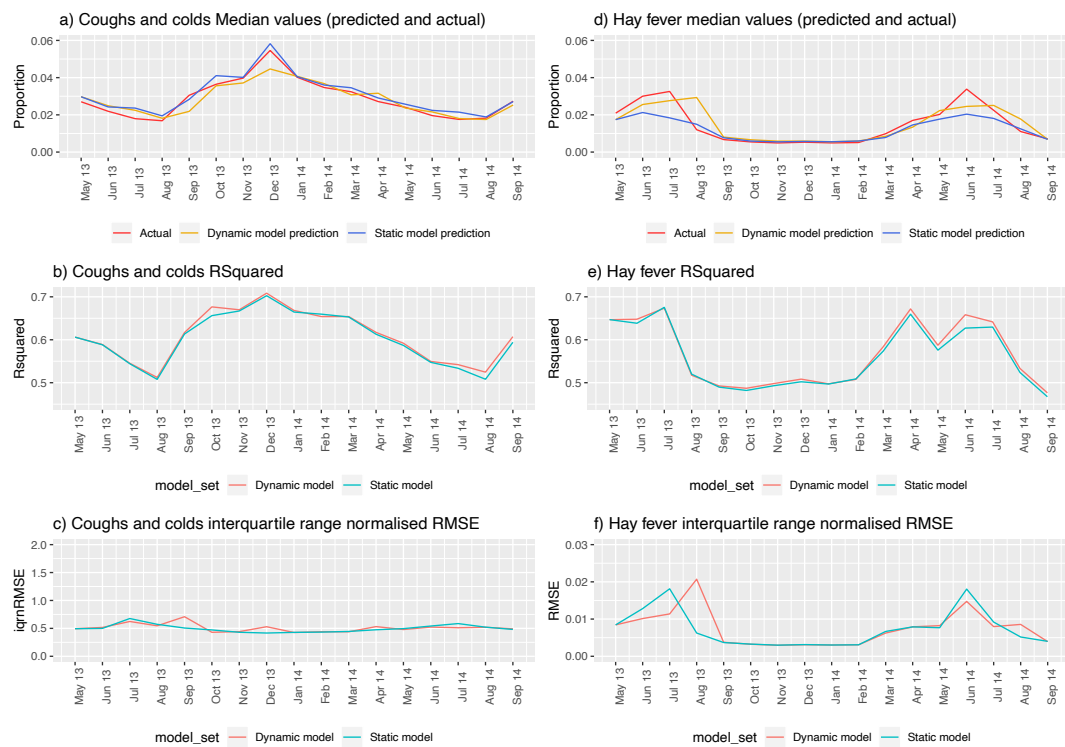 a) Coughs and colds Median values (predicted and actual)
Proportion
0.06
0.04
0.02
0.00
May 13
Jun 13
Jul 13
Aug 13
Sep 13
Oct 13
Nov 13
Dec 13
Jan 14
Feb 14
Mar 14
Apr 14
May 14
Jun 14
Jul 14
Aug 14
Sep 14
Actual Dynamic model prediction Static model prediction
d) Hay fever median values (predicted and actual)
Proportion
0.06
0.04
0.02
0.00
May 13
Jun 13
Jul 13
Aug 13
Sep 13
Oct 13
Nov 13
Dec 13
Jan 14
Feb 14
Mar 14
Apr 14
May 14
Jun 14
Jul 14
Aug 14
Sep 14
Actual Dynamic model prediction Static model prediction
b) Coughs and colds RSquared
Rsquared
0.7
0.6
0.5
May 13
Jun 13
Jul 13
Aug 13
Sep 13
Oct 13
Nov 13
Dec 13
Jan 14
Feb 14
Mar 14
Apr 14
May 14
Jun 14
Jul 14
Aug 14
Sep 14
model_set Dynamic model Static model
e) Hay fever RSquared
Rsquared
0.7
0.6
0.5
May 13
Jun 13
Jul 13
Aug 13
Sep 13
Oct 13
Nov 13
Dec 13
Jan 14
Feb 14
Mar 14
Apr 14
May 14
Jun 14
Jul 14
Aug 14
Sep 14
model_set Dynamic model Static model
c) Coughs and colds interquartile range normalised RMSE
iqrnRMSE
2.0
1.5
1.0
0.5
0.0
May 13
Jun 13
Jul 13
Aug 13
Sep 13
Oct 13
Nov 13
Dec 13
Jan 14
Feb 14
Mar 14
Apr 14
May 14
Jun 14
Jul 14
Aug 14
Sep 14
model_set Dynamic model Static model
f) Hay fever interquartile range normalised RMSE
RMSE
0.03
0.02
0.01
0.00
May 13
Jun 13
Jul 13
Aug 13
Sep 13
Oct 13
Nov 13
Dec 13
Jan 14
Feb 14
Mar 14
Apr 14
May 14
Jun 14
Jul 14
Aug 14
Sep 14
model_set Dynamic model Static model